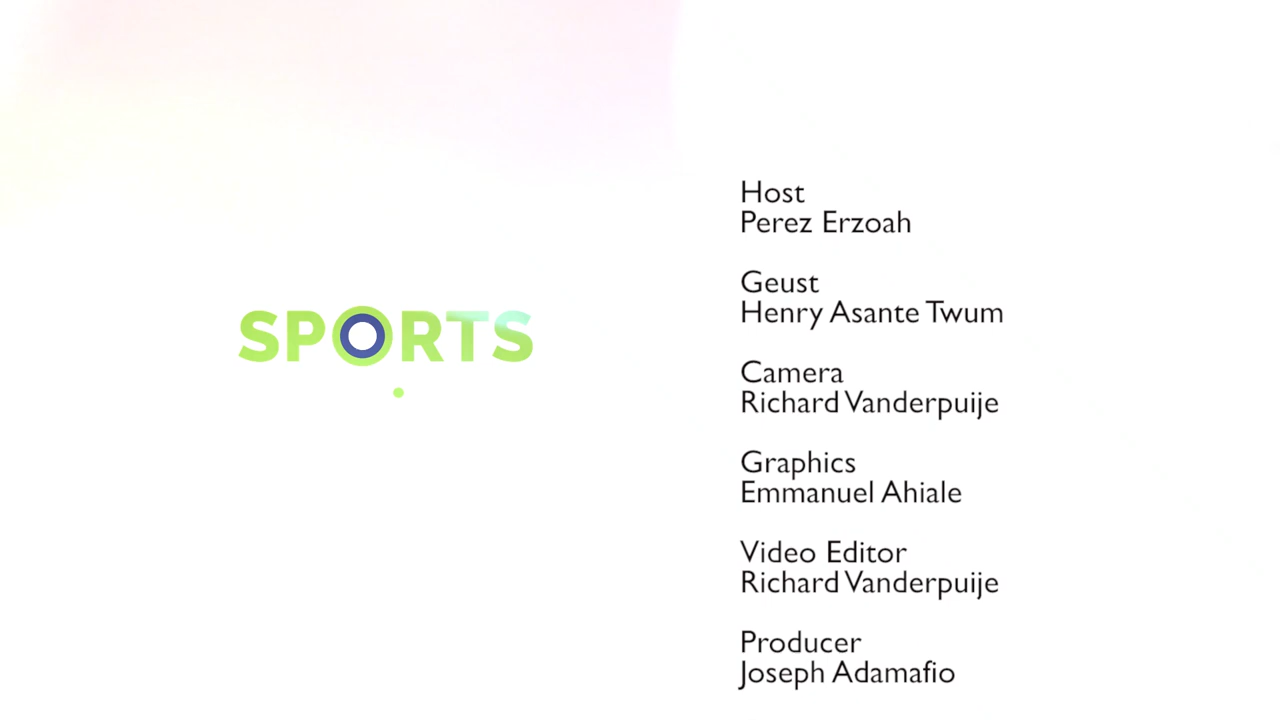 SPORTS
Host
Perez Erzoah
Geust
Henry Asante Twum
Camera
Richard Vanderpuije
Graphics
Emmanuel Ahiale
Video Editor
Richard Vanderpuije
Producer
Joseph Adamafio